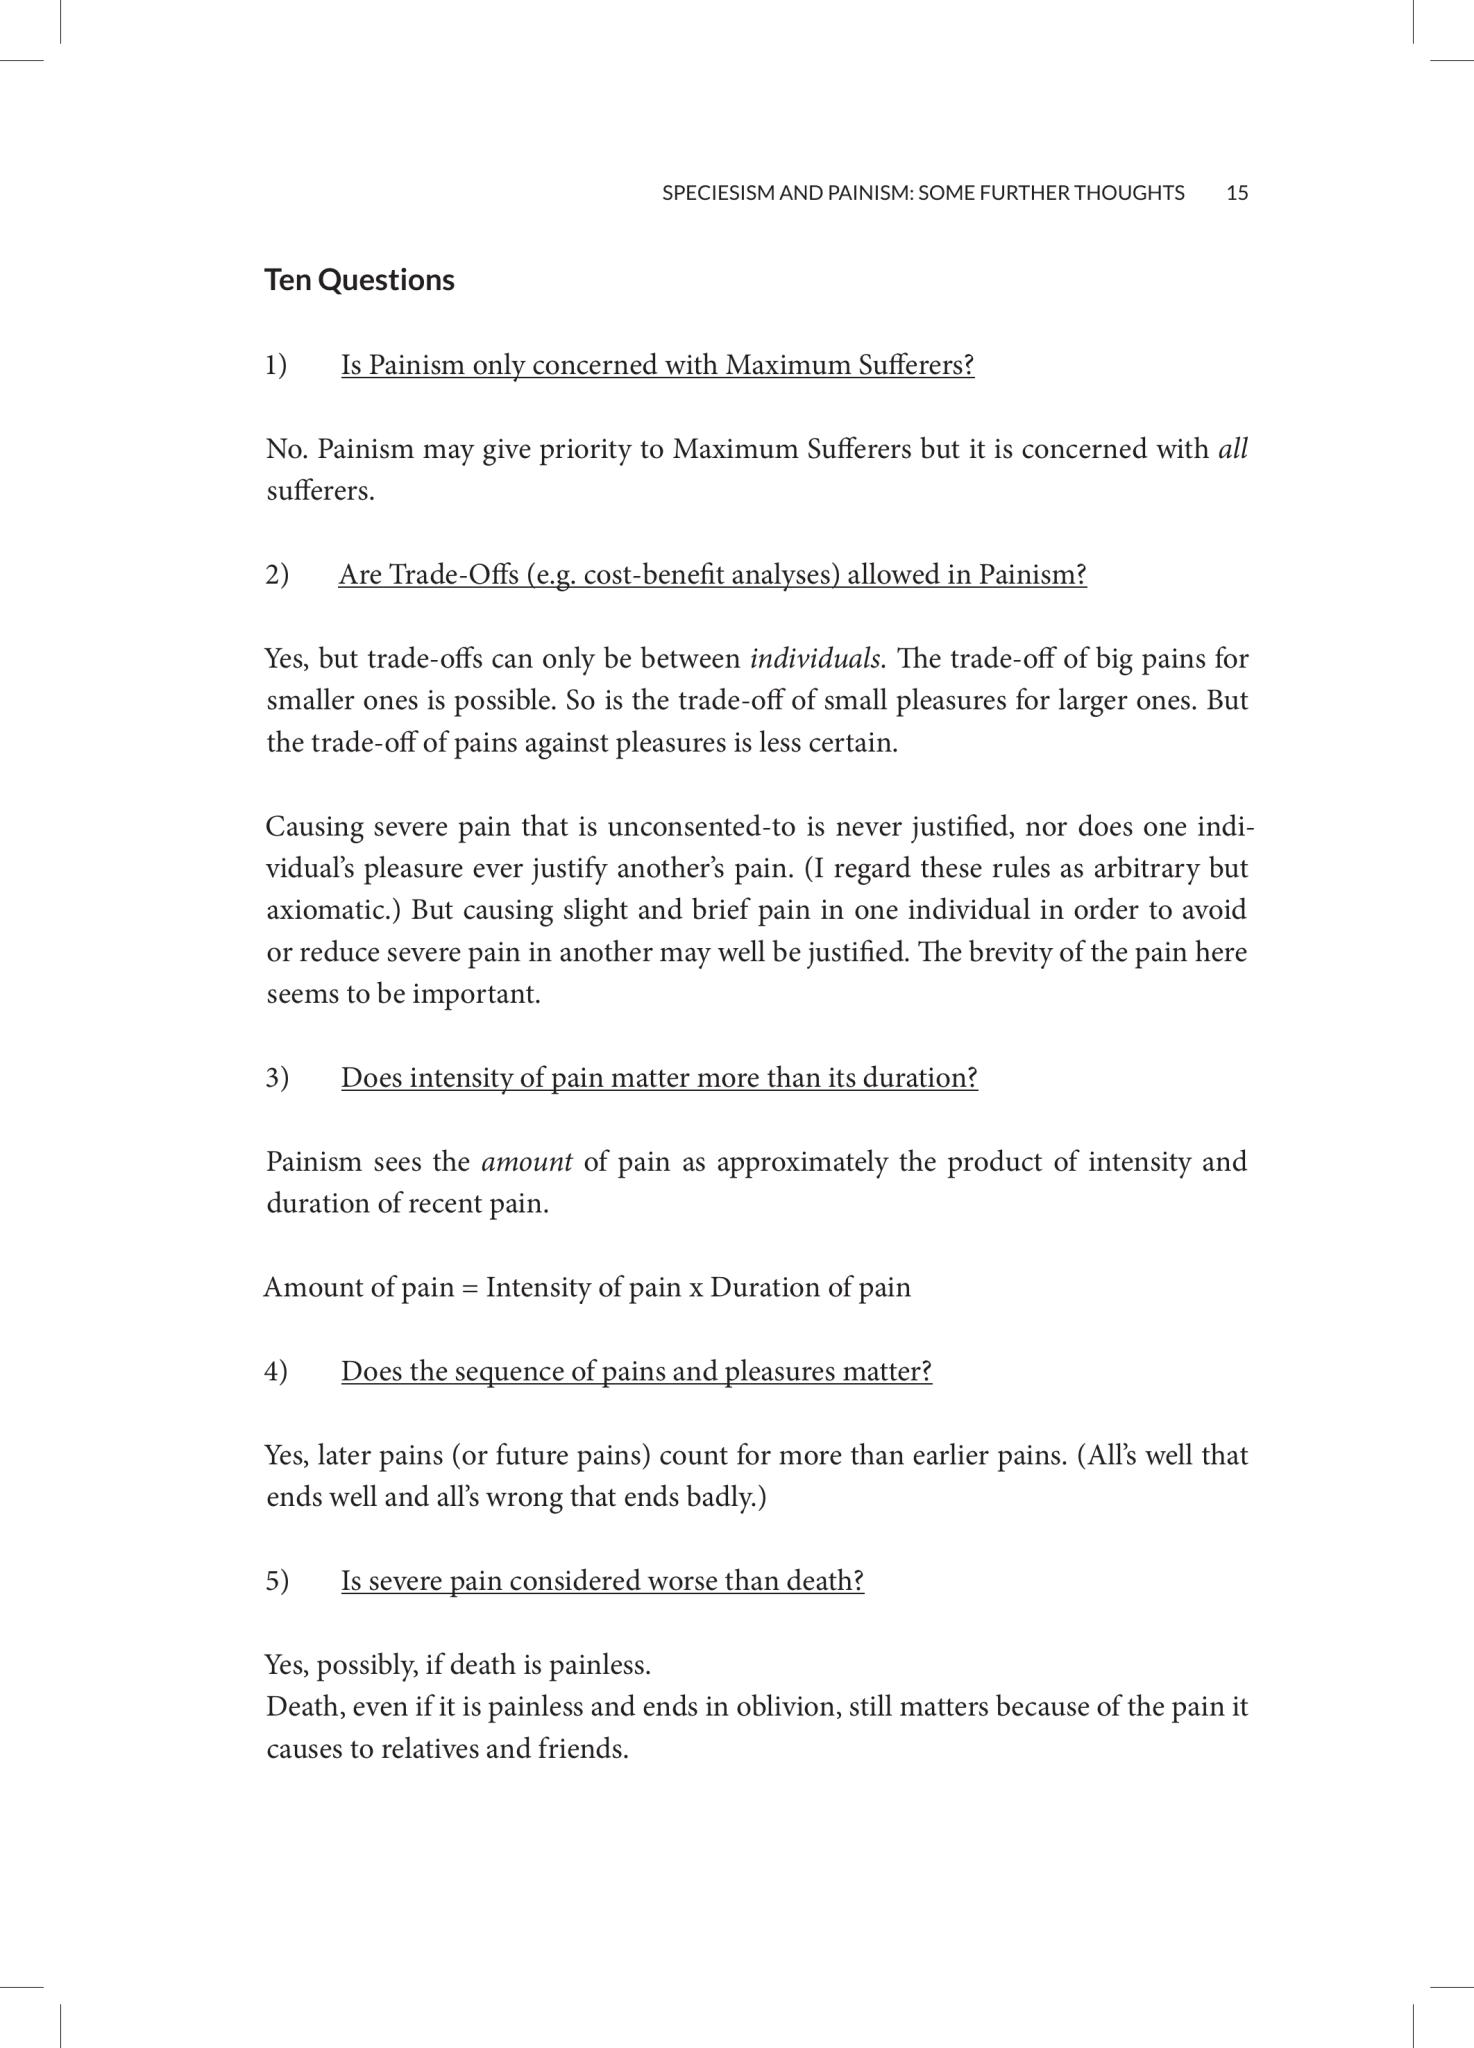 SPECIESISM AND PAINISM: SOME FURTHER THOUGHTS 15
Ten Questions
1) Is Painism only concerned with Maximum Sufferers?
No. Painism may give priority to Maximum Sufferers but it is concerned with all
sufferers.
2) Are Trade-Offs (e.g. cost-benefit analyses) allowed in Painism?
Yes, but trade-offs can only be between individuals. The trade-off of big pains for
smaller ones is possible. So is the trade-off of small pleasures for larger ones. But
the trade-off of pains against pleasures is less certain.
Causing severe pain that is unconsented-to is never justified, nor does one indi-
vidual’s pleasure ever justify another’s pain. (I regard these rules as arbitrary but
axiomatic.) But causing slight and brief pain in one individual in order to avoid
or reduce severe pain in another may well be justified. The brevity of the pain here
seems to be important.
3) Does intensity of pain matter more than its duration?
Painism sees the amount of pain as approximately the product of intensity and
duration of recent pain.
Amount of pain = Intensity of pain x Duration of pain
4) Does the sequence of pains and pleasures matter?
Yes, later pains (or future pains) count for more than earlier pains. (All’s well that
ends well and all’s wrong that ends badly.)
5) Is severe pain considered worse than death?
Yes, possibly, if death is painless.
Death, even if it is painless and ends in oblivion, still matters because of the pain it
causes to relatives and friends.